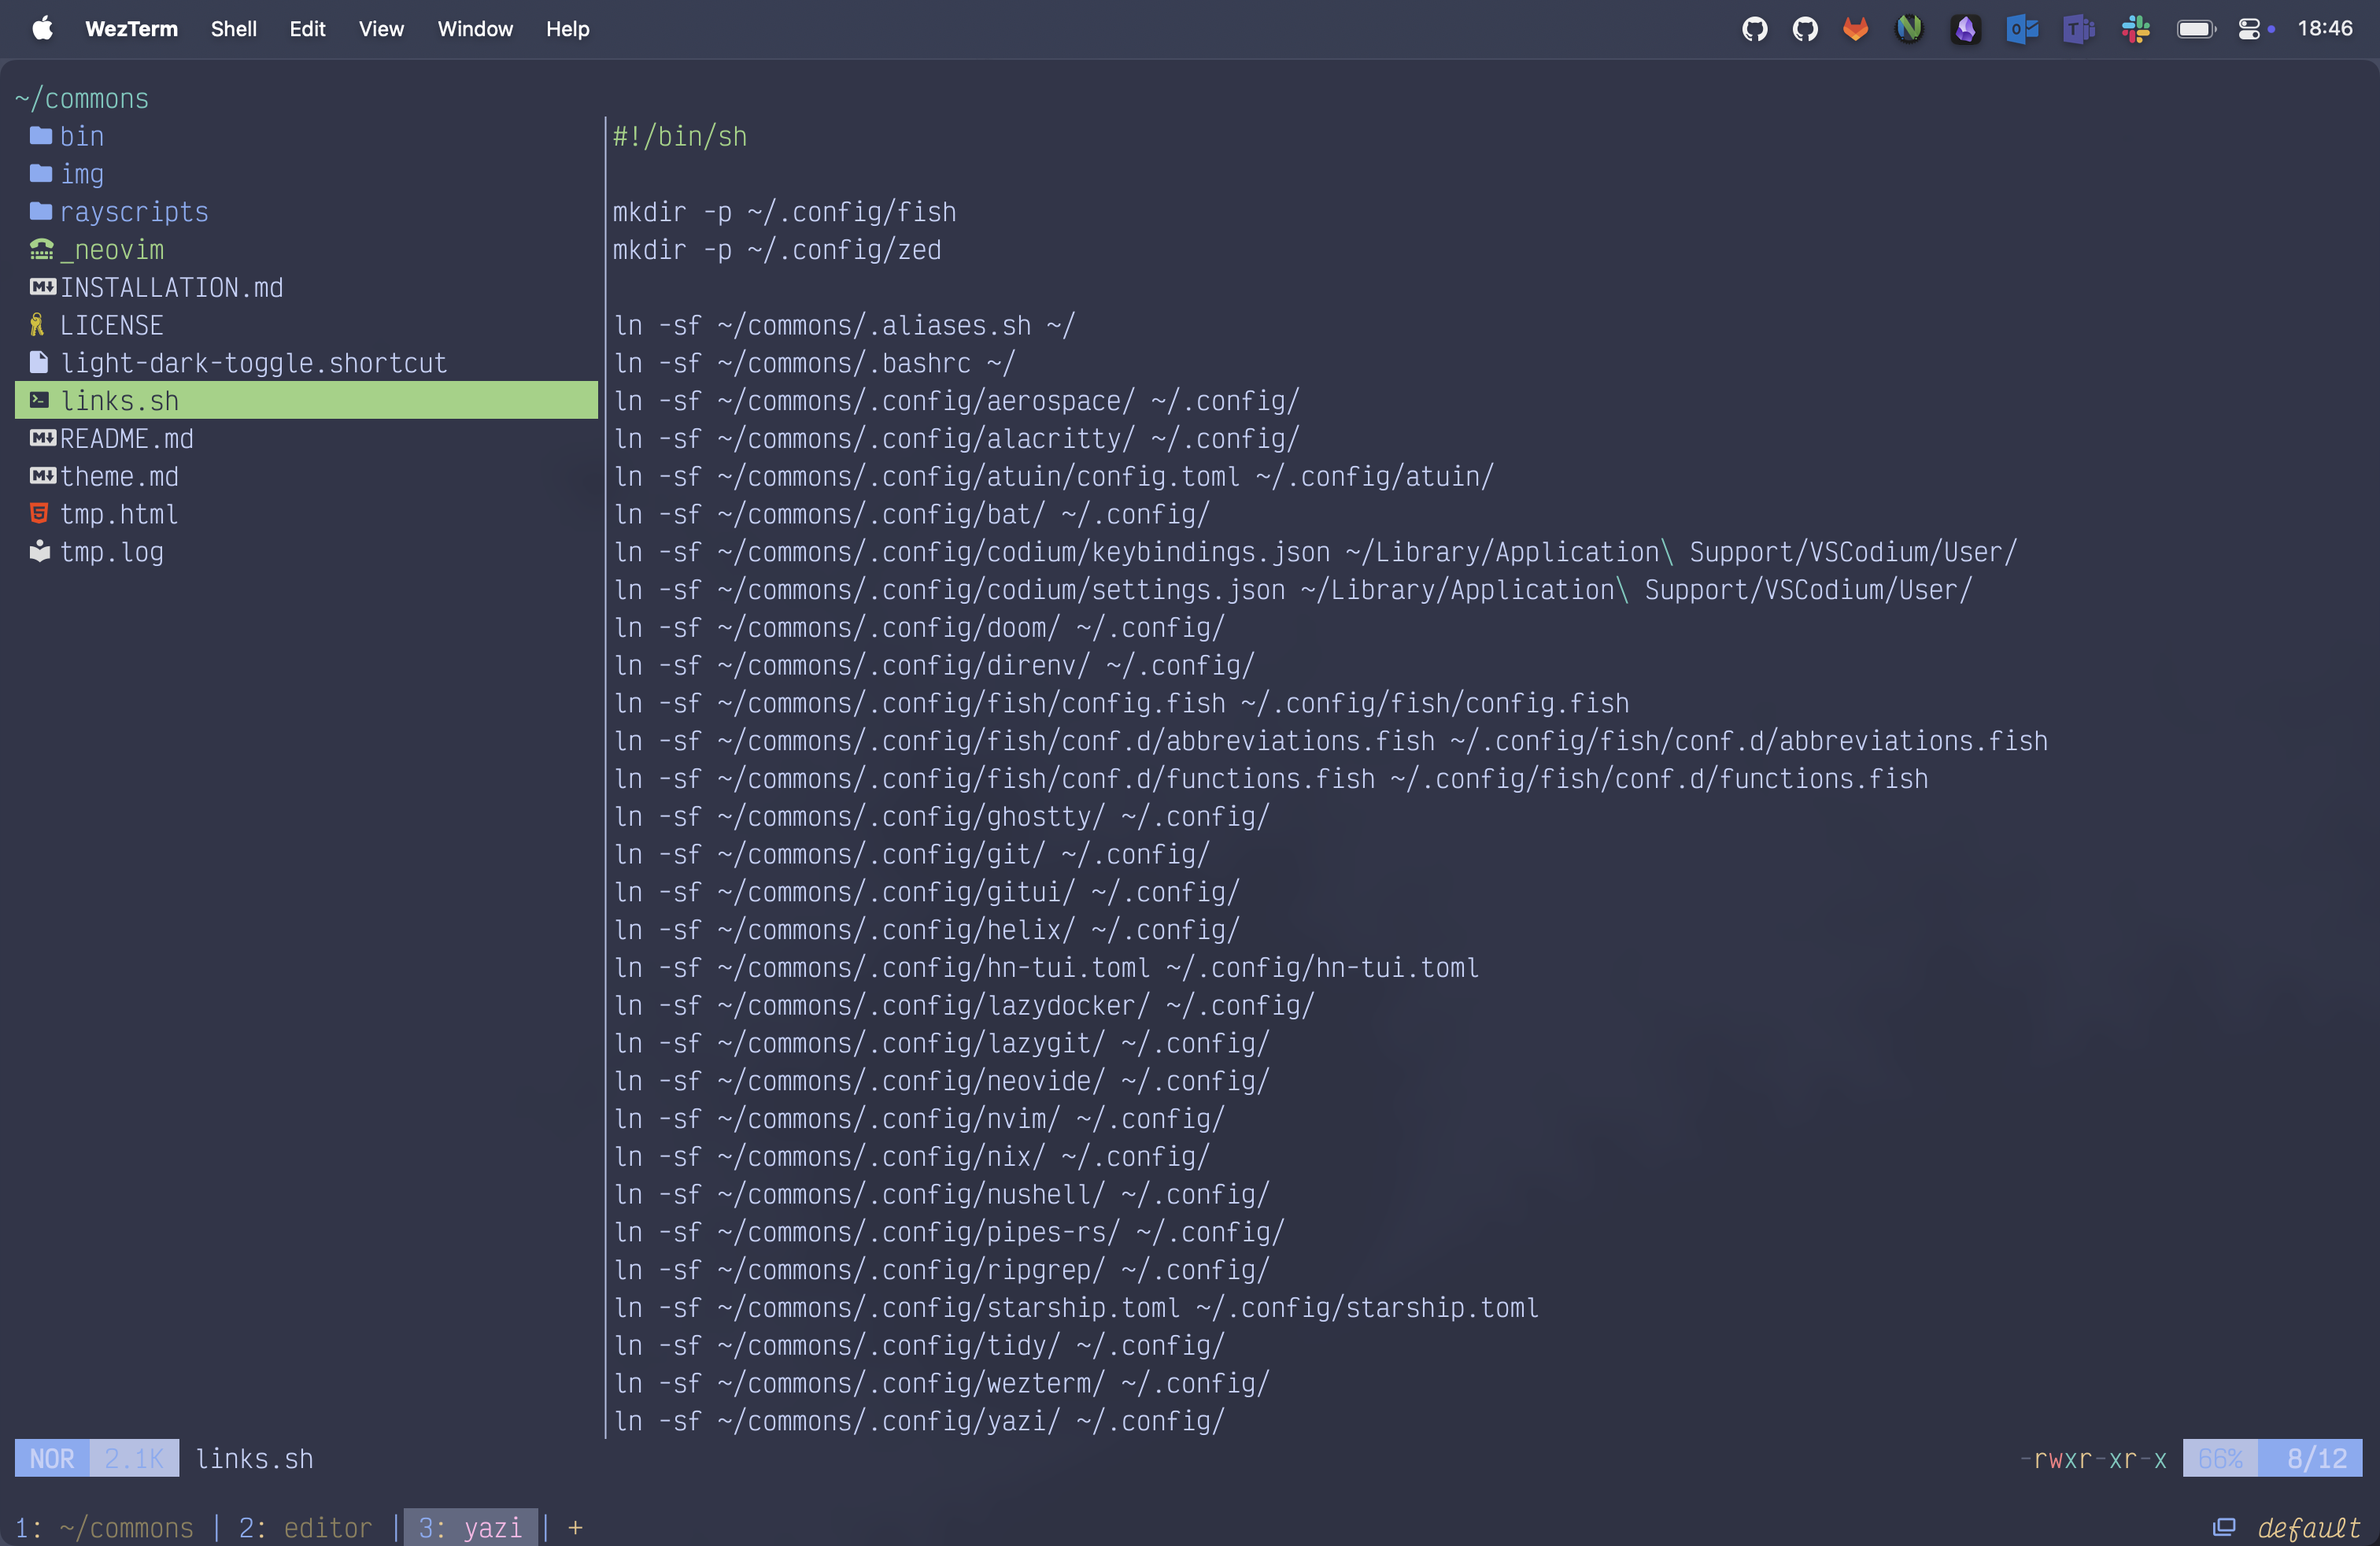 WezTerm Shell Edit View Window Help 18:46
~/commons
bin
img
rayscripts
_neovim
INSTALLATION.md
LICENSE
light-dark-toggle.shortcut
links.sh
README.md
theme.md
tmp.html
tmp.log
#!/bin/sh
mkdir -p ~/.config/fish
mkdir -p ~/.config/zed
ln -sf ~/commons/.aliases.sh ~/
ln -sf ~/commons/.bashrc ~/
ln -sf ~/commons/.config/aerospace/ ~/.config/
ln -sf ~/commons/.config/alacritty/ ~/.config/
ln -sf ~/commons/.config/atuin/config.toml ~/.config/atuin/
ln -sf ~/commons/.config/bat/ ~/.config/
ln -sf ~/commons/.config/codium/keybindings.json ~/Library/Application\ Support/VSCodium/User/
ln -sf ~/commons/.config/codium/settings.json ~/Library/Application\ Support/VSCodium/User/
ln -sf ~/commons/.config/doom/ ~/.config/
ln -sf ~/commons/.config/direnv/ ~/.config/
ln -sf ~/commons/.config/fish/config.fish ~/.config/fish/config.fish
ln -sf ~/commons/.config/fish/conf.d/abbreviations.fish ~/.config/fish/conf.d/abbreviations.fish
ln -sf ~/commons/.config/fish/conf.d/functions.fish ~/.config/fish/conf.d/functions.fish
ln -sf ~/commons/.config/ghostty/ ~/.config/
ln -sf ~/commons/.config/git/ ~/.config/
ln -sf ~/commons/.config/gitui/ ~/.config/
ln -sf ~/commons/.config/helix/ ~/.config/
ln -sf ~/commons/.config/hn-tui.toml ~/.config/hn-tui.toml
ln -sf ~/commons/.config/lazydocker/ ~/.config/
ln -sf ~/commons/.config/lazygit/ ~/.config/
ln -sf ~/commons/.config/neovide/ ~/.config/
ln -sf ~/commons/.config/nvim/ ~/.config/
ln -sf ~/commons/.config/nix/ ~/.config/
ln -sf ~/commons/.config/nushell/ ~/.config/
ln -sf ~/commons/.config/pipes-rs/ ~/.config/
ln -sf ~/commons/.config/ripgrep/ ~/.config/
ln -sf ~/commons/.config/starship.toml ~/.config/starship.toml
ln -sf ~/commons/.config/tidy/ ~/.config/
ln -sf ~/commons/.config/wezterm/ ~/.config/
ln -sf ~/commons/.config/yazi/ ~/.config/
NOR 2.1K links.sh -rwxr-xr-x 66% 8/12
1: ~/commons | 2: editor | 3: yazi | + default